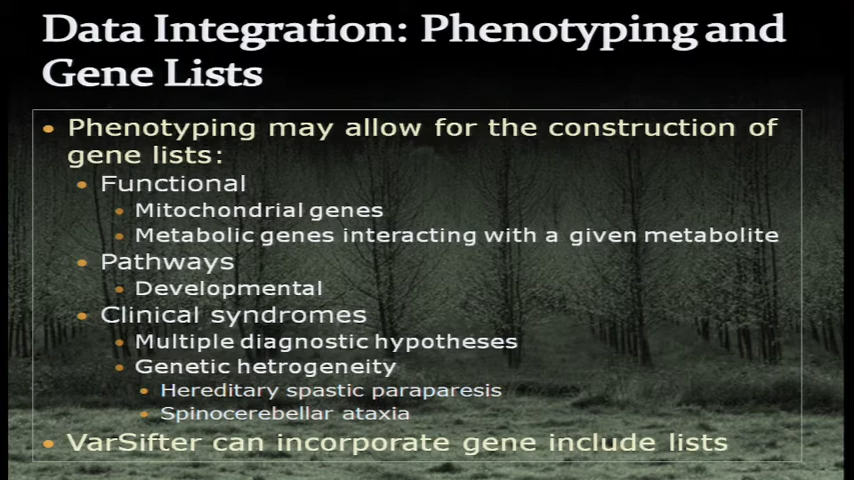 Data Integration: Phenotyping and
Gene Lists
Phenotyping may allow for the construction of
gene lists:
Functional
Mitochondrial genes
Metabolic genes interacting with a given metabolite
Pathways
Developmental
Clinical syndromes
Multiple diagnostic hypotheses
Genetic hetrogeneity
Hereditary spastic paraparesis
Spinocerebellar ataxia
VarSifter can incorporate gene include lists